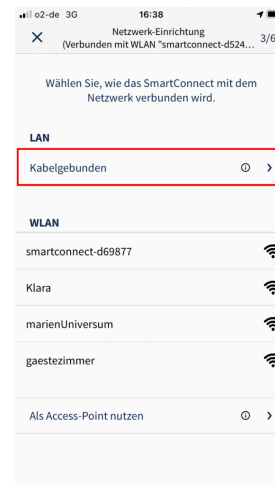 o2-de 3G 16:38
Netzwerk-Einrichtung
(Verbunden mit WLAN "smartconnect-d524... 3/6
Wählen Sie, wie das SmartConnect mit dem
Netzwerk verbunden wird.
LAN
Kabelgebunden
WLAN
smartconnect-d69877
Klara
marienUniversum
gaestezimmer
Als Access-Point nutzen